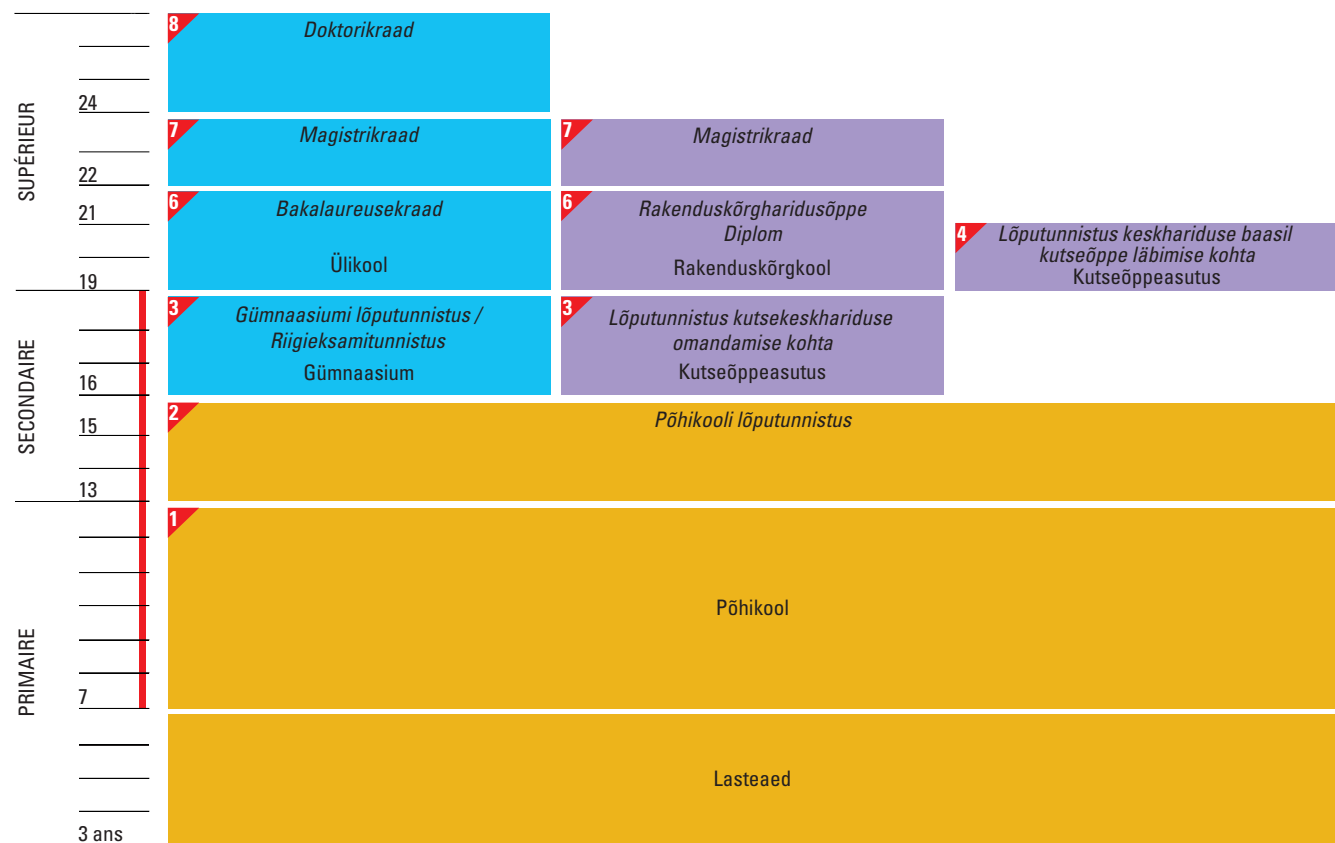 SUPÉRIEUR
24
22
21
19
SECONDAIRE
16
15
13
PRIMAIRE
7
3 ans
8
Doktorikraad
7
Magistrikraad
7
Magistrikraad
6
Bakalaureusekraad
Ülikool
6
Rakenduskõrgharidusõppe
Diplom
Rakenduskõrgkool
4
Lõputunnistus keskhariduse baasil
kutseõppe läbimise kohta
Kutseõppeasutus
3
Gümnaasiumi lõputunnistus /
Riigieksamitunnistus
Gümnaasium
3
Lõputunnistus kutsekeskhariduse
omandamise kohta
Kutseõppeasutus
2
Põhikooli lõputunnistus
1
Põhikool
Lasteaed